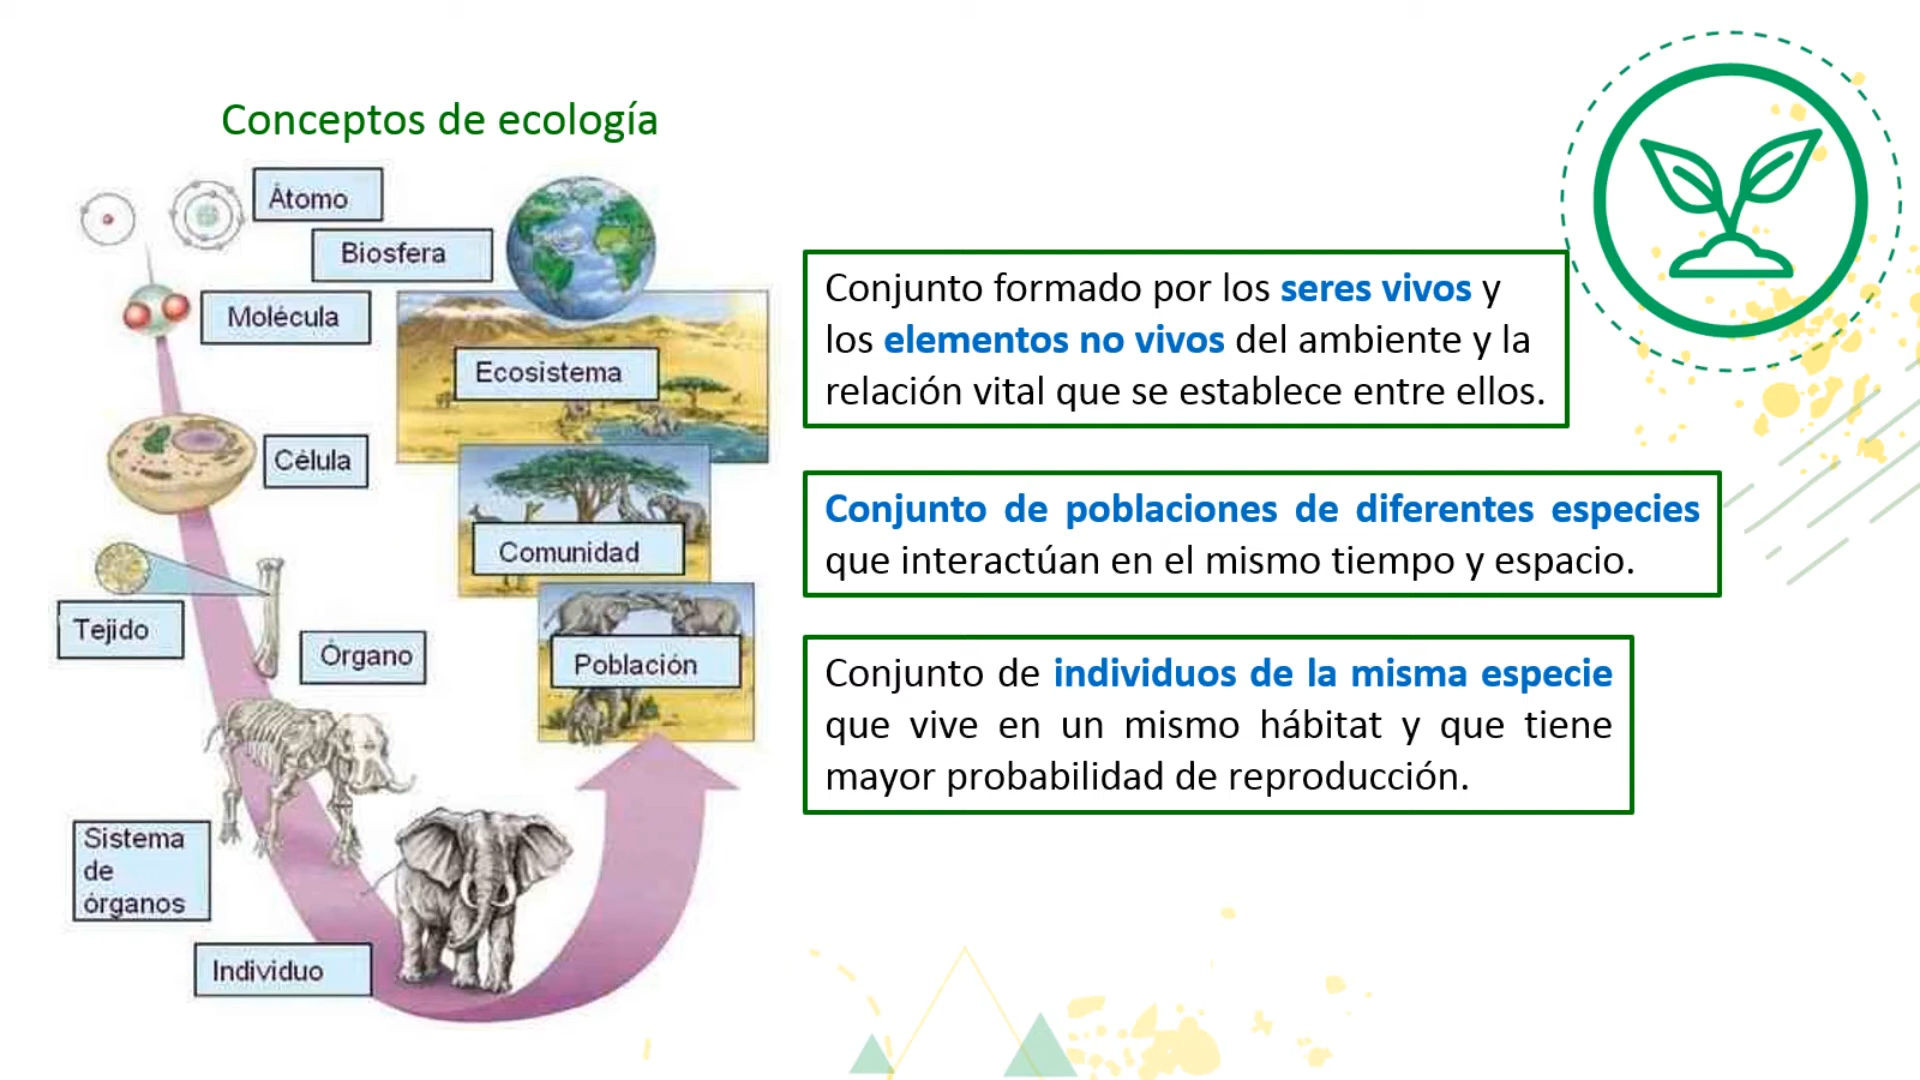 Conceptos de ecología
Átomo
Biosfera
Molécula
Ecosistema
Célula
Comunidad
Tejido
Órgano
Población
Sistema
de
órganos
Individuo
Conjunto formado por los seres vivos y
los elementos no vivos del ambiente y la
relación vital que se establece entre ellos.
Conjunto de poblaciones de diferentes especies
que interactúan en el mismo tiempo y espacio.
Conjunto de individuos de la misma especie
que vive en un mismo hábitat y que tiene
mayor probabilidad de reproducción.